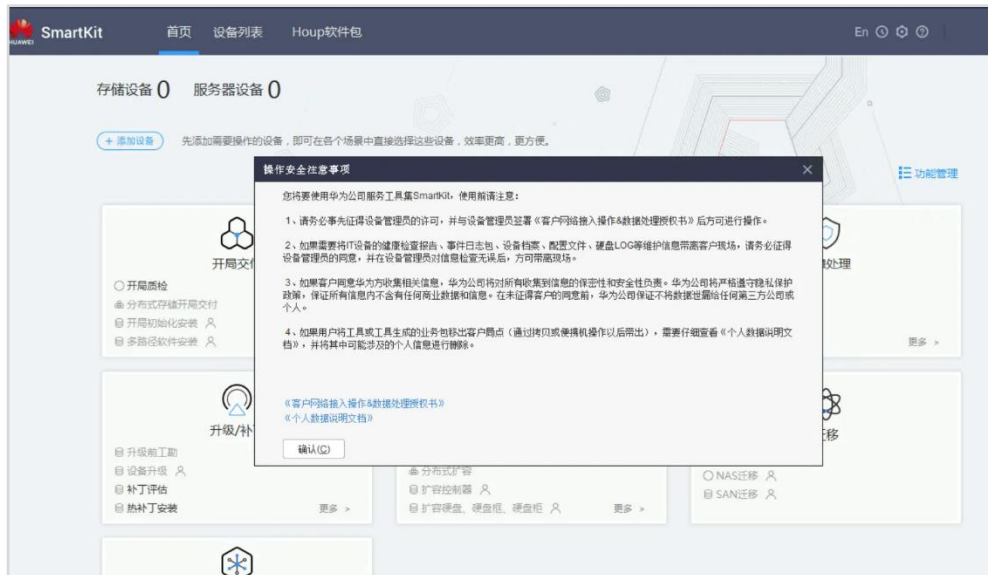 HUAWEI
SmartKit
首页 设备列表 Houp软件包
En
存储设备 0 服务器设备 0
+ 添加设备 先添加需要操作的设备，即可在各个场景中直接选择这些设备，效率更高，更方便。
功能管理
操作安全注意事项
您将要使用华为公司服务工具集SmartKit，使用前请注意：
1、请务必事先征得设备管理员的许可，并与设备管理员签署《客户网络接入操作&数据处理授权书》后方可进行操作。
2、如果需要将IT设备的健康检查报告、事件日志包、设备档案、配置文件、硬盘LOG等维护信息带离客户现场，请务必征得
设备管理员的同意，并在设备管理员对信息检查无误后，方可带离现场。
3、如果客户同意华为方收集相关信息，华为公司将对所有收集到信息的保密性和安全性负责。华为公司将严格遵守隐私保护
政策，保证所有信息内不含有任何商业数据和信息。在未征得客户的同意前，华为公司保证不将数据泄露给任何第三方公司或
个人。
4、如果用户将工具或工具生成的业务包移出客户局点（通过拷贝或便携机操作以后带出），需要仔细查看《个人数据说明文
档》，并将其中可能涉及的个人信息进行删除。
《客户网络接入操作&数据处理授权书》
《个人数据说明文档》
确认(C)
开局交付
开局质检
分布式存储开局交付
开局初始化安装
多路径软件安装
处理
更多 >
升级/补
升级前工勘
设备升级
补丁评估
热补丁安装
更多 >
分布式扩容
扩容控制器
扩容硬盘、硬盘框、硬盘柜
更多 >
移
NAS迁移
SAN迁移